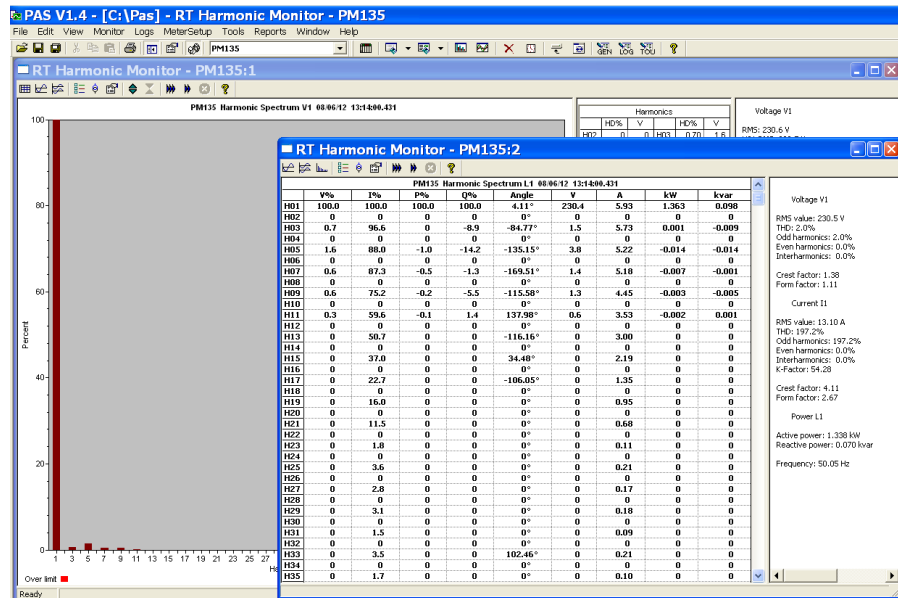 PAS V1.4 - [C:\Pas] - RT Harmonic Monitor - PM135
File Edit View Monitor Logs MeterSetup Tools Reports Window Help
PM135 GEN LOG TOU
RT Harmonic Monitor - PM135:1
PM135 Harmonic Spectrum V1 08/06/12 13:14:00.431
Harmonics
HD% V HD% V
H02 0 0 H03 0.70 1.6
Voltage V1
RMS: 230.6 V
100
80
60
40
20
0
Percent
1 3 5 7 9 11 13 15 17 19 21 23 25 27
Over limit
Ready
RT Harmonic Monitor - PM135:2
PM135 Harmonic Spectrum L1 08/06/12 13:14:00.431
V% I% P% Q% Angle V A kW kvar
H01 100.0 100.0 100.0 100.0 4.11° 230.4 5.93 1.363 0.098
H02 0 0 0 0 0° 0 0 0 0
H03 0.7 96.6 0 -8.9 -84.77° 1.5 5.73 0.001 -0.009
H04 0 0 0 0 0° 0 0 0 0
H05 1.6 88.0 -1.0 -14.2 -135.15° 3.8 5.22 -0.014 -0.014
H06 0 0 0 0 0° 0 0 0 0
H07 0.6 87.3 -0.5 -1.3 -169.51° 1.4 5.18 -0.007 -0.001
H08 0 0 0 0 0° 0 0 0 0
H09 0.6 75.2 -0.2 -5.5 -115.58° 1.3 4.45 -0.003 -0.005
H10 0 0 0 0 0° 0 0 0 0
H11 0.3 59.6 -0.1 1.4 137.98° 0.6 3.53 -0.002 0.001
H12 0 0 0 0 0° 0 0 0 0
H13 0 50.7 0 0 -116.16° 0 3.00 0 0
H14 0 0 0 0 0° 0 0 0 0
H15 0 37.0 0 0 34.48° 0 2.19 0 0
H16 0 0 0 0 0° 0 0 0 0
H17 0 22.7 0 0 -106.05° 0 1.35 0 0
H18 0 0 0 0 0° 0 0 0 0
H19 0 16.0 0 0 0° 0 0.95 0 0
H20 0 0 0 0 0° 0 0 0 0
H21 0 11.5 0 0 0° 0 0.68 0 0
H22 0 0 0 0 0° 0 0 0 0
H23 0 1.8 0 0 0° 0 0.11 0 0
H24 0 0 0 0 0° 0 0 0 0
H25 0 3.6 0 0 0° 0 0.21 0 0
H26 0 0 0 0 0° 0 0 0 0
H27 0 2.8 0 0 0° 0 0.17 0 0
H28 0 0 0 0 0° 0 0 0 0
H29 0 3.1 0 0 0° 0 0.18 0 0
H30 0 0 0 0 0° 0 0 0 0
H31 0 1.5 0 0 0° 0 0.09 0 0
H32 0 0 0 0 0° 0 0 0 0
H33 0 3.5 0 0 102.46° 0 0.21 0 0
H34 0 0 0 0 0° 0 0 0 0
H35 0 1.7 0 0 0° 0 0.10 0 0
Voltage V1
RMS value: 230.5 V
THD: 2.0%
Odd harmonics: 2.0%
Even harmonics: 0.0%
Interharmonics: 0.0%
Crest factor: 1.38
Form factor: 1.11
Current I1
RMS value: 13.10 A
THD: 197.2%
Odd harmonics: 197.2%
Even harmonics: 0.0%
Interharmonics: 0.0%
K-Factor: 54.28
Crest factor: 4.11
Form factor: 2.67
Power L1
Active power: 1.338 kW
Reactive power: 0.070 kvar
Frequency: 50.05 Hz